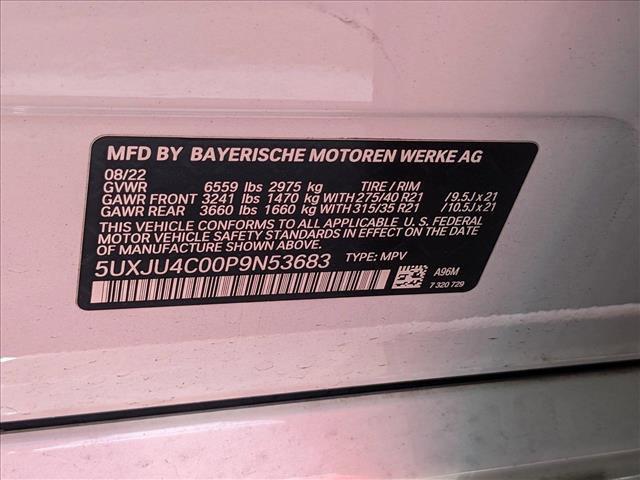 MFD BY BAYERISCHE MOTOREN WERKE AG
08/22
GVWR 6559 lbs 2975 kg TIRE / RIM
GAWR FRONT 3241 lbs 1470 kg WITH 275/40 R21 /9.5J x 21
GAWR REAR 3660 lbs 1660 kg WITH 315/35 R21 /10.5J x 21
THIS VEHICLE CONFORMS TO ALL APPLICABLE U.S. FEDERAL
MOTOR VEHICLE SAFETY STANDARDS IN EFFECT ON THE DATE
OF MANUFACTURE SHOWN ABOVE.
5UXJU4C00P9N53683 TYPE: MPV
A96M
7 320 729